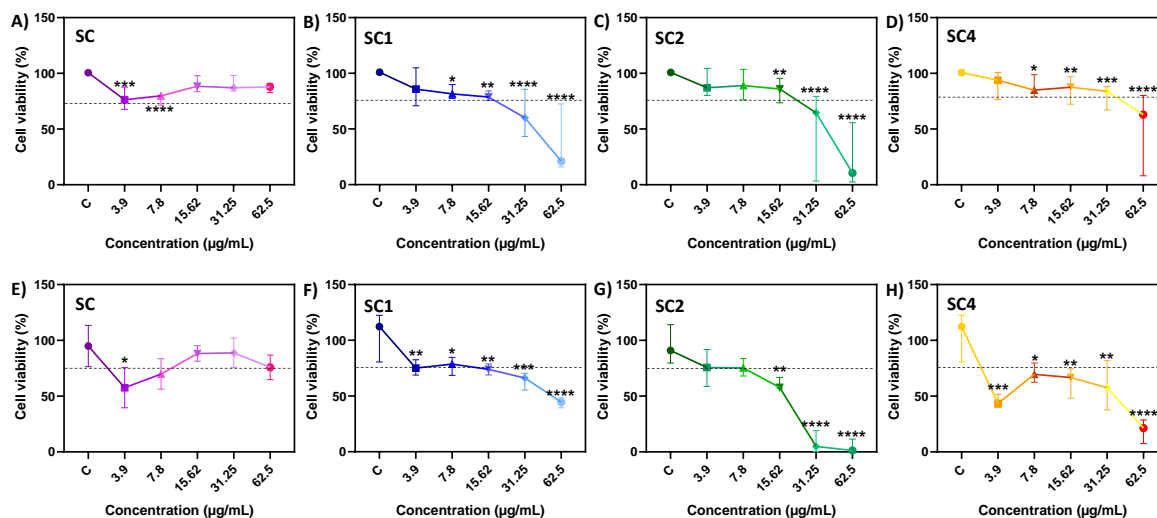 A)
SC
Cell viability (%)
150
100
50
0
***
****
C
3.9
7.8
15.62
31.25
62.5
Concentration (µg/mL)
B)
SC1
Cell viability (%)
150
100
50
0
*
**
****
****
C
3.9
7.8
15.62
31.25
62.5
Concentration (µg/mL)
C)
SC2
Cell viability (%)
150
100
50
0
**
****
****
C
3.9
7.8
15.62
31.25
62.5
Concentration (µg/mL)
D)
SC4
Cell viability (%)
150
100
50
0
*
**
***
****
C
3.9
7.8
15.62
31.25
62.5
Concentration (µg/mL)
E)
SC
Cell viability (%)
150
100
50
0
*
C
3.9
7.8
15.62
31.25
62.5
Concentration (µg/mL)
F)
SC1
Cell viability (%)
150
100
50
0
**
*
**
***
****
C
3.9
7.8
15.62
31.25
62.5
Concentration (µg/mL)
G)
SC2
Cell viability (%)
150
100
50
0
**
****
****
C
3.9
7.8
15.62
31.25
62.5
Concentration (µg/mL)
H)
SC4
Cell viability (%)
150
100
50
0
***
*
**
**
****
C
3.9
7.8
15.62
31.25
62.5
Concentration (µg/mL)